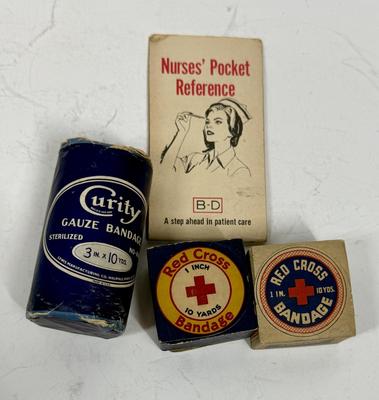 Nurses' Pocket
Reference
B-D
A step ahead in patient care
Curity
GAUZE BANDAGE
STERILIZED
3 IN. X 10 YDS.
Red Cross
1 INCH
10 YARDS
Bandage
RED CROSS
1 IN. 10 YDS.
BANDAGE